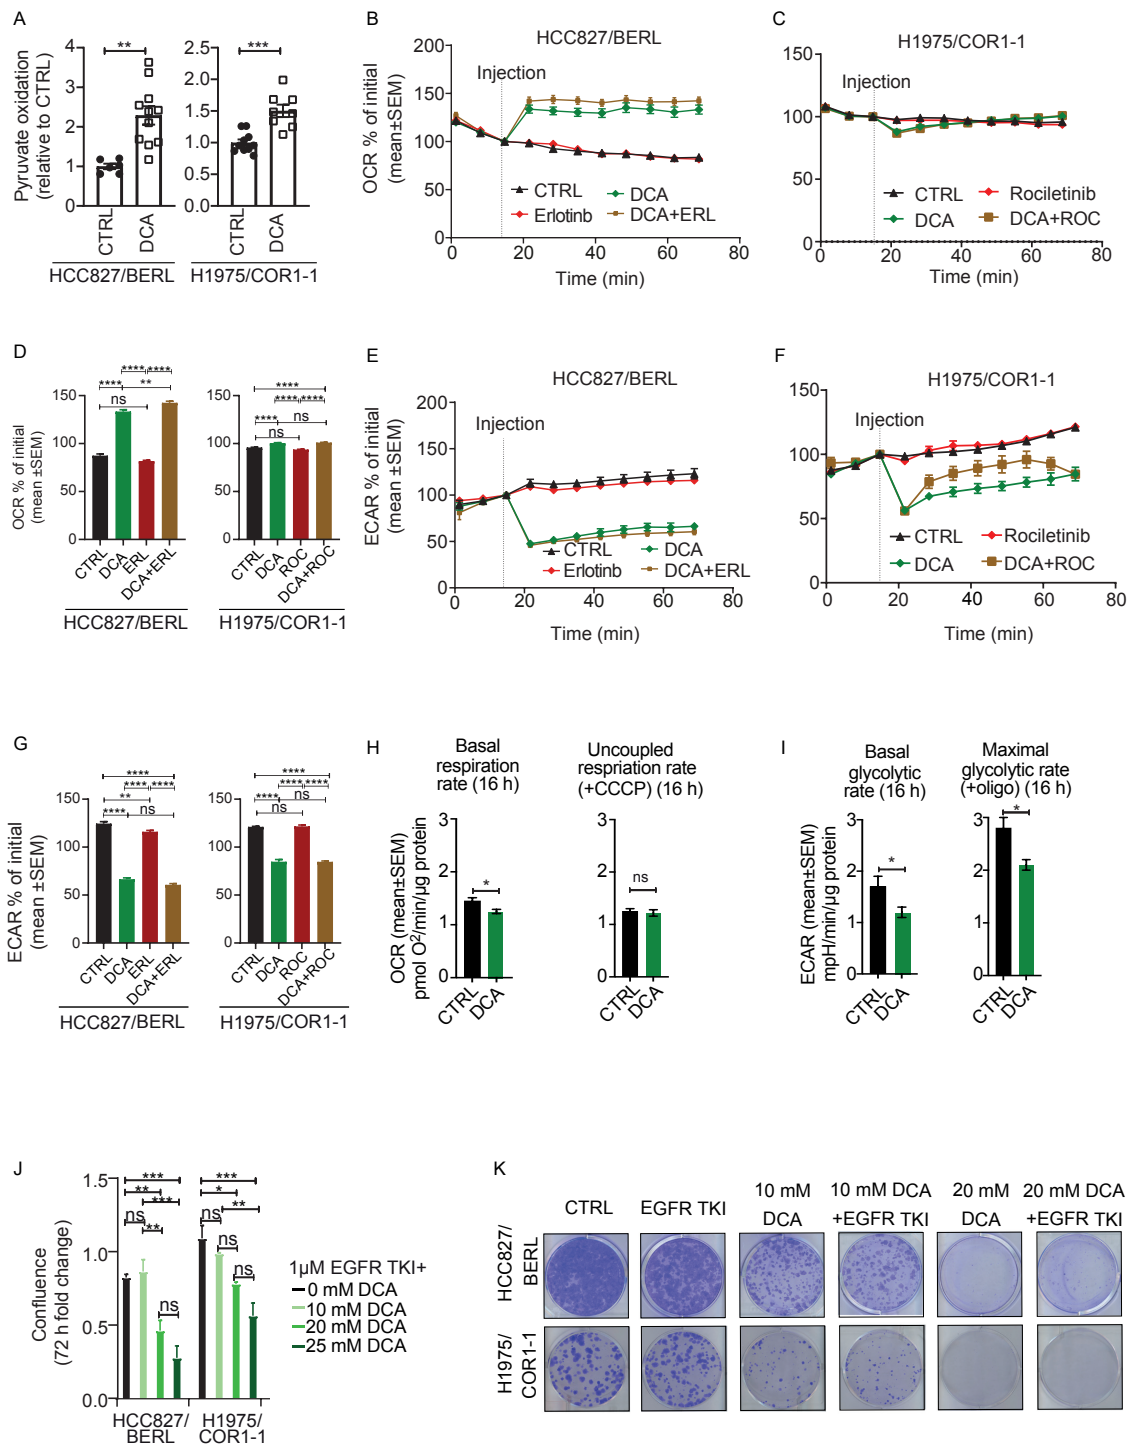 A
Pyruvate oxidation
(relative to CTRL)
4
3
2
1
0
**
CTRL
DCA
HCC827/BERL
2.5
2.0
1.5
1.0
0.5
0.0
***
CTRL
DCA
H1975/COR1-1
B
HCC827/BERL
OCR % of initial
(mean±SEM)
200
150
100
50
0
Injection
CTRL
DCA
Erlotinb
DCA+ERL
0 20 40 60 80
Time (min)
C
H1975/COR1-1
150
100
50
0
Injection
CTRL
Rociletinib
DCA
DCA+ROC
0 20 40 60 80
Time (min)
D
OCR % of initial
(mean ±SEM)
150
100
50
0
**** ****
**** **
ns
CTRL
DCA
ERL
DCA+ERL
HCC827/BERL
150
100
50
0
****
**** ****
**** ns
ns
CTRL
DCA
ROC
DCA+ROC
H1975/COR1-1
E
HCC827/BERL
ECAR % of initial
(mean ±SEM)
200
150
100
50
0
Injection
CTRL
DCA
Erlotinb
DCA+ERL
0 20 40 60 80
Time (min)
F
H1975/COR1-1
150
100
50
0
Injection
CTRL
Rociletinib
DCA
DCA+ROC
0 20 40 60 80
Time (min)
G
ECAR % of initial
(mean ±SEM)
150
100
50
0
****
**** ****
**
**** ns
CTRL
DCA
ERL
DCA+ERL
HCC827/BERL
150
100
50
0
****
**** ****
**** ns
ns
CTRL
DCA
ROC
DCA+ROC
H1975/COR1-1
H
Basal
respiration
rate (16 h)
OCR (mean±SEM)
pmol O²/min/µg protein
3
2
1
0
*
CTRL
DCA
Uncoupled
respriation rate
(+CCCP) (16 h)
3
2
1
0
ns
CTRL
DCA
I
Basal
glycolytic
rate (16 h)
ECAR (mean±SEM)
mpH/min/µg protein
3
2
1
0
*
CTRL
DCA
Maximal
glycolytic rate
(+oligo) (16 h)
3
2
1
0
*
CTRL
DCA
J
Confluence
(72 h fold change)
1.5
1.0
0.5
0.0
***
**
***
ns
**
ns
***
*
**
ns
ns
ns
HCC827/
BERL
H1975/
COR1-1
1µM EGFR TKI+
0 mM DCA
10 mM DCA
20 mM DCA
25 mM DCA
K
CTRL
EGFR TKI
10 mM
DCA
10 mM DCA
+EGFR TKI
20 mM
DCA
20 mM DCA
+EGFR TKI
HCC827/
BERL
H1975/
COR1-1